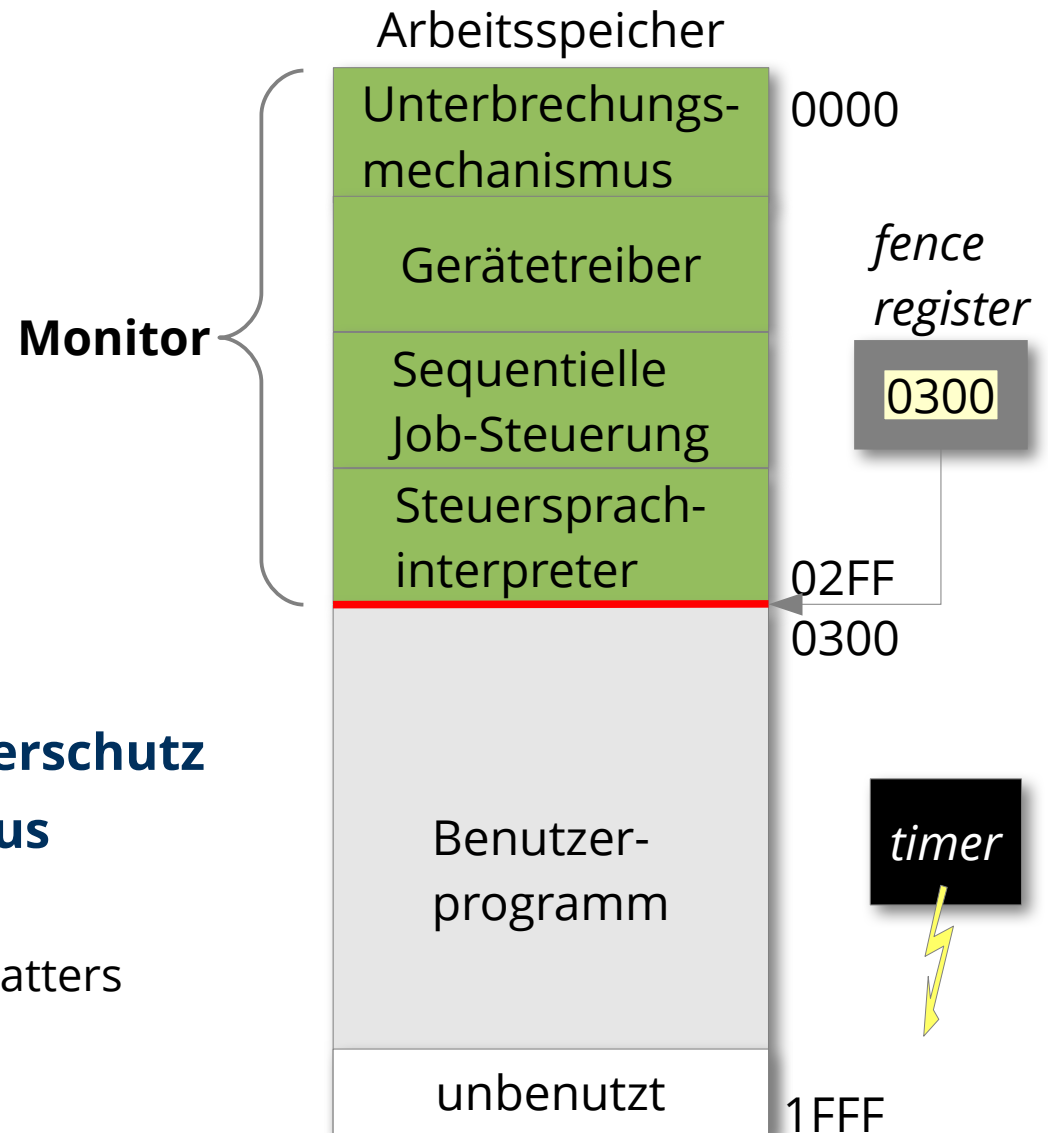 Arbeitsspeicher
Unterbrechungs-
mechanismus
0000
Gerätetreiber
fence
register
0300
Monitor
Sequentielle
Job-Steuerung
Steuersprach-
interpreter
02FF
0300
erschutz
us
atters
Benutzer-
programm
timer
unbenutzt
1FFF